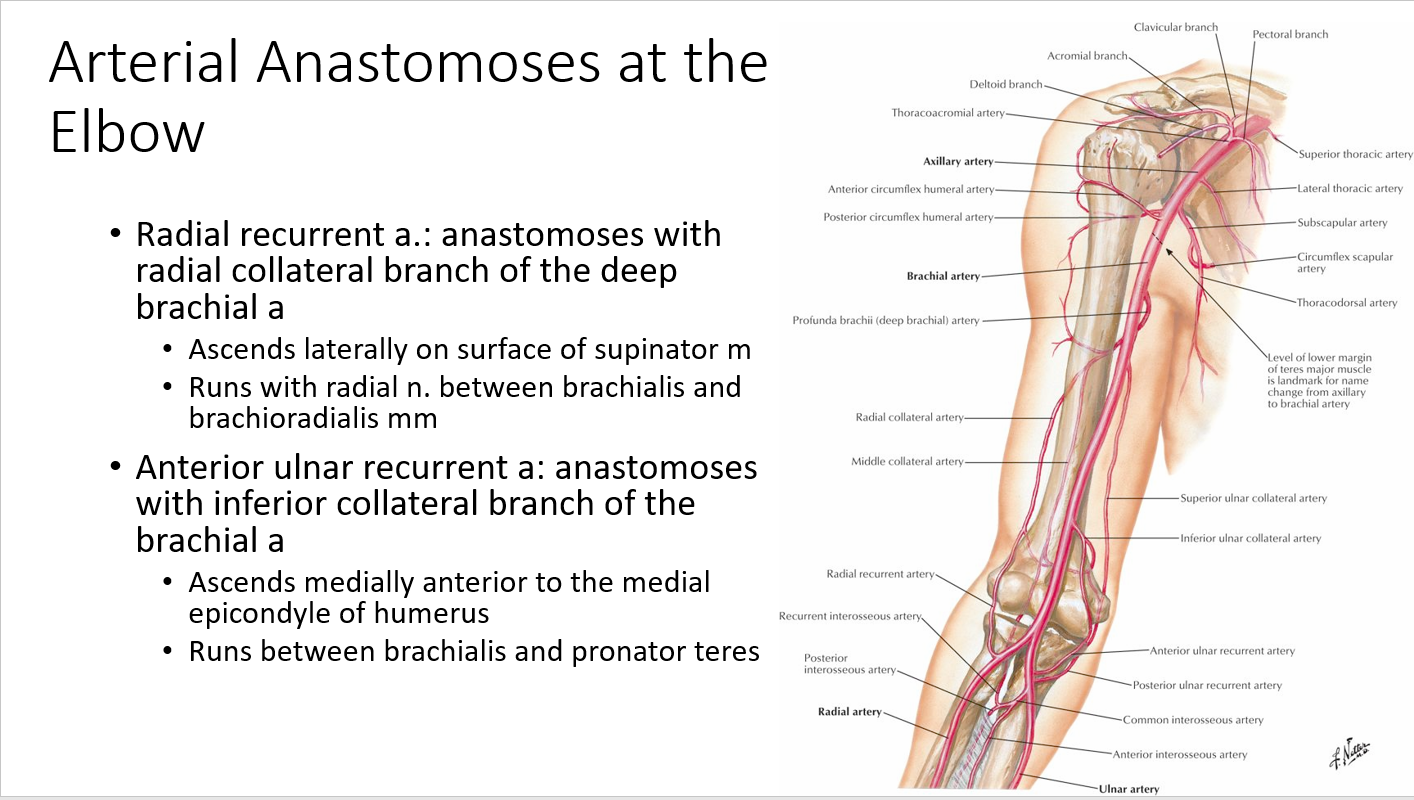 Arterial Anastomoses at the
Elbow
• Radial recurrent a.: anastomoses with
radial collateral branch of the deep
brachial a
• Ascends laterally on surface of supinator m
• Runs with radial n. between brachialis and
brachioradialis mm
• Anterior ulnar recurrent a: anastomoses
with inferior collateral branch of the
brachial a
• Ascends medially anterior to the medial
epicondyle of humerus
• Runs between brachialis and pronator teres
Clavicular branch
Pectoral branch
Acromial branch
Deltoid branch
Thoracoacromial artery
Axillary artery
Anterior circumflex humeral artery
Posterior circumflex humeral artery
Brachial artery
Profunda brachii (deep brachial) artery
Radial collateral artery
Middle collateral artery
Radial recurrent artery
Recurrent interosseous artery
Posterior
interosseous artery
Radial artery
Superior thoracic artery
Lateral thoracic artery
Subscapular artery
Circumflex scapular
artery
Thoracodorsal artery
Level of lower margin
of teres major muscle
is landmark for name
change from axillary
to brachial artery
Superior ulnar collateral artery
Inferior ulnar collateral artery
Anterior ulnar recurrent artery
Posterior ulnar recurrent artery
Common interosseous artery
Anterior interosseous artery
Ulnar artery
F. Netter
M.D.